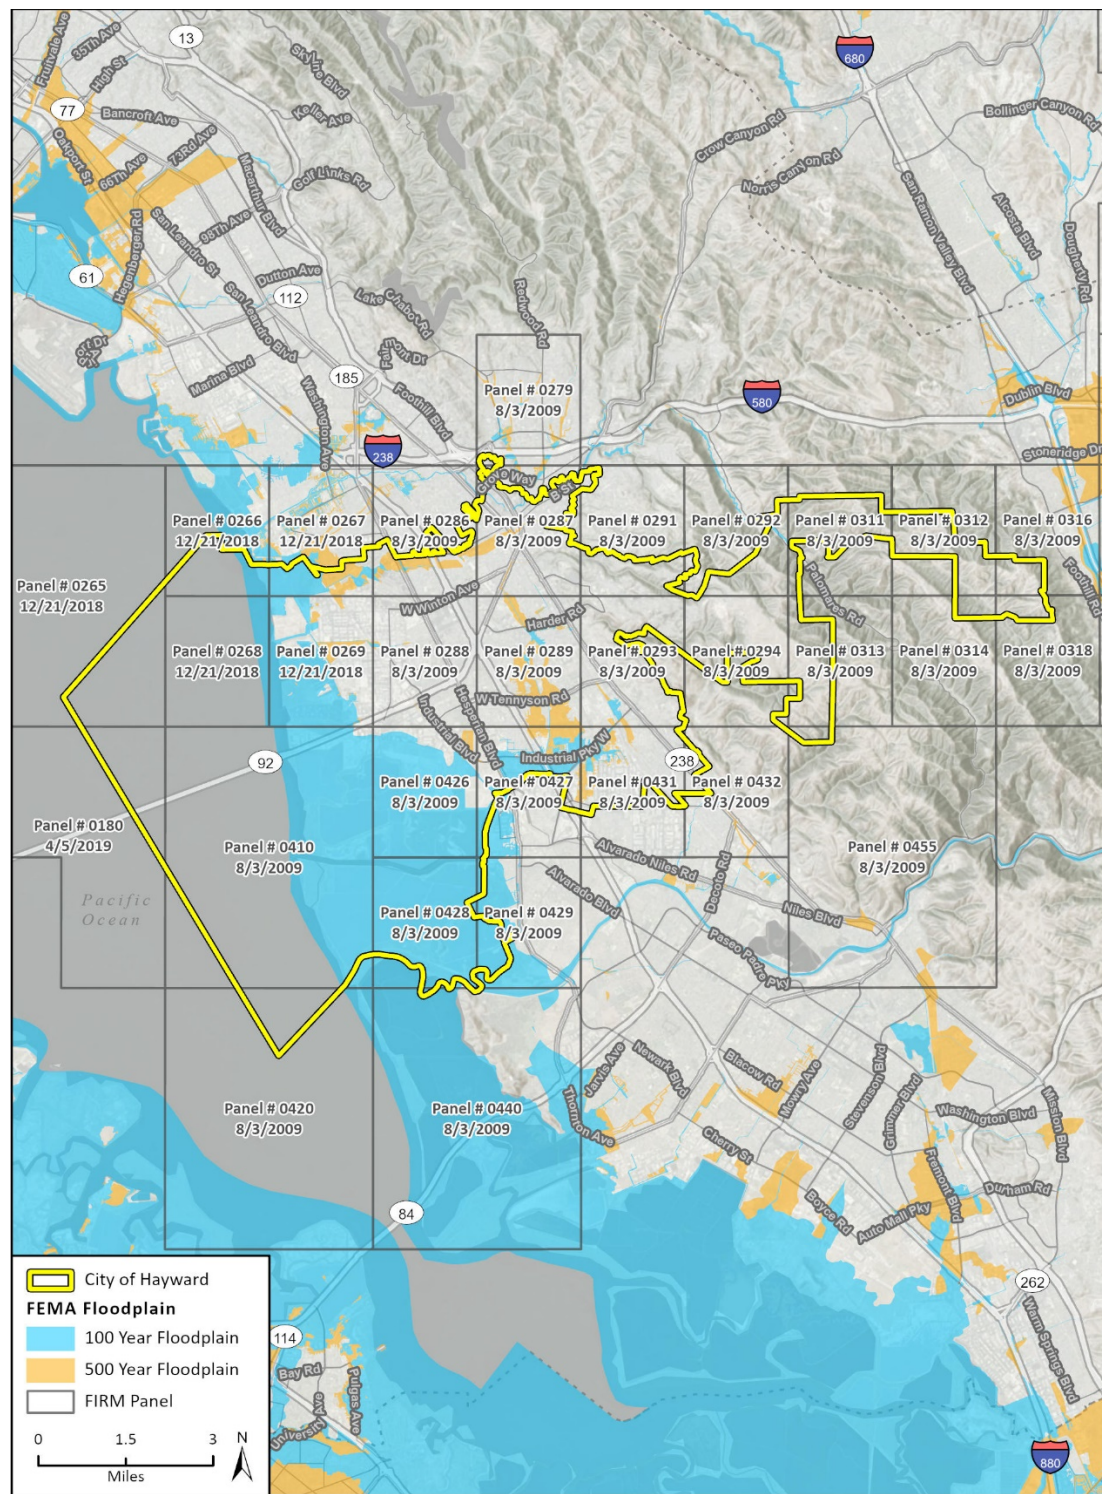 13
680
Fruitvale Ave
35Th Ave
High St
Skyline Blvd
Keller Ave
77
Bancroft Ave
Oakport St
66Th Ave
73Rd Ave
Macarthur Blvd
Golf Links Rd
98Th Ave
San Leandro St
Hegenberger Rd
61
Dutton Ave
112
Lake Chabot Rd
Redwood Rd
Crow Canyon Rd
Norris Canyon Rd
Bollinger Canyon Rd
San Ramon Valley Blvd
Alcosta Blvd
Dougherty Rd
San Leandro Blvd
Marina Blvd
185
Washington Ave
Foothill Blvd
238
580
Dublin Blvd
Stoneridge Dr
Panel # 0279
8/3/2009
Grove Way
B St
Panel # 0266
12/21/2018
Panel # 0267
12/21/2018
Panel # 0286
8/3/2009
Panel # 0287
8/3/2009
Panel # 0291
8/3/2009
Panel # 0292
8/3/2009
Panel # 0311
8/3/2009
Panel # 0312
8/3/2009
Panel # 0316
8/3/2009
Panel # 0265
12/21/2018
W Winton Ave
Harder Rd
Palomares Rd
Foothill Rd
Panel # 0268
12/21/2018
Panel # 0269
12/21/2018
Panel # 0288
8/3/2009
Panel # 0289
8/3/2009
Panel # 0293
8/3/2009
Panel # 0294
8/3/2009
Panel # 0313
8/3/2009
Panel # 0314
8/3/2009
Panel # 0318
8/3/2009
W Tennyson Rd
Hesperian Blvd
Industrial Blvd
Industrial Pky W
92
238
Panel # 0426
8/3/2009
Panel # 0427
8/3/2009
Panel # 0431
8/3/2009
Panel # 0432
8/3/2009
Panel # 0180
4/5/2019
Panel # 0410
8/3/2009
Panel # 0455
8/3/2009
Alvarado Niles Rd
Alvarado Blvd
Decoto Rd
Niles Blvd
Paseo Padre Pky
Pacific
Ocean
Panel # 0428
8/3/2009
Panel # 0429
8/3/2009
Panel # 0420
8/3/2009
Panel # 0440
8/3/2009
Jarvis Ave
Newark Blvd
Thornton Ave
Blacow Rd
Mowry Ave
Stevenson Blvd
Grimmer Blvd
Washington Blvd
Mission Blvd
Cherry St
Boyce Rd
Auto Mall Pky
Fremont Blvd
Durham Rd
84
262
Warm Springs Blvd
880
114
Bay Rd
University Ave
Pulgas Ave
City of Hayward
FEMA Floodplain
100 Year Floodplain
500 Year Floodplain
FIRM Panel
0 1.5 3
Miles
N